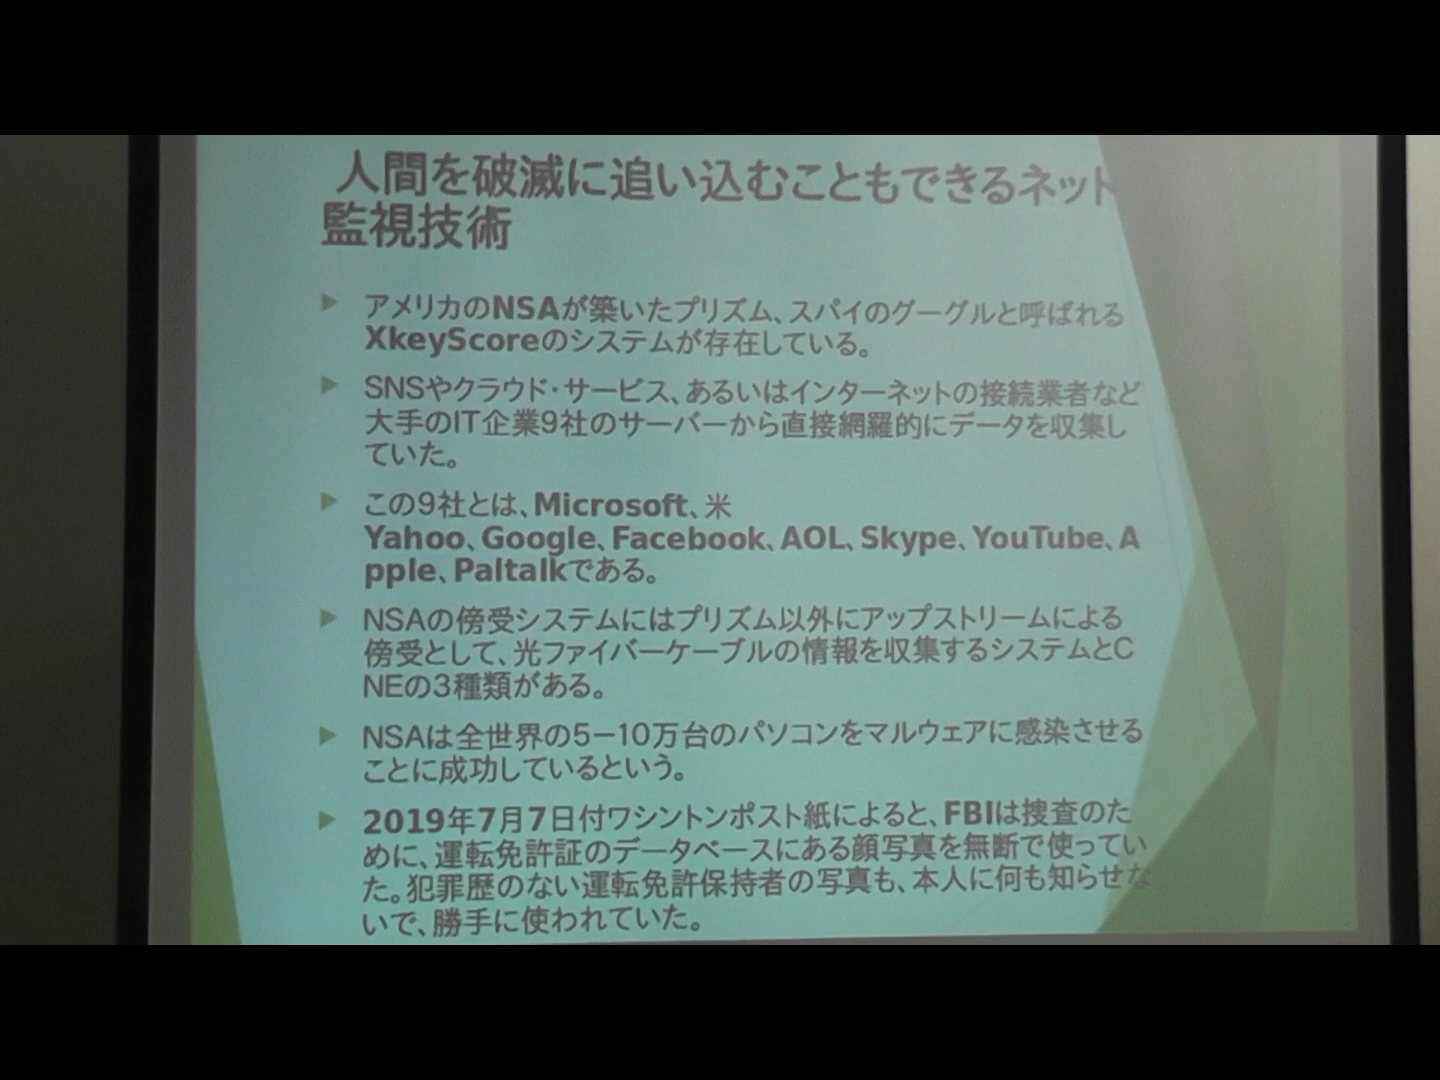 人間を破滅に追い込むこともできるネット
監視技術
アメリカのNSAが築いたプリズム、スパイのグーグルと呼ばれる
XkeyScoreのシステムが存在している。
SNSやクラウド・サービス、あるいはインターネットの接続業者など
大手のIT企業9社のサーバーから直接網羅的にデータを収集し
ていた。
この9社とは、Microsoft、米
Yahoo、Google、Facebook、AOL、Skype、YouTube、A
pple、Paltalkである。
NSAの傍受システムにはプリズム以外にアップストリームによる
傍受として、光ファイバーケーブルの情報を収集するシステムとC
NEの3種類がある。
NSAは全世界の5－10万台のパソコンをマルウェアに感染させる
ことに成功しているという。
2019年7月7日付ワシントンポスト紙によると、FBIは捜査のた
めに、運転免許証のデータベースにある顔写真を無断で使ってい
た。犯罪歴のない運転免許保持者の写真も、本人に何も知らせな
いで、勝手に使われていた。